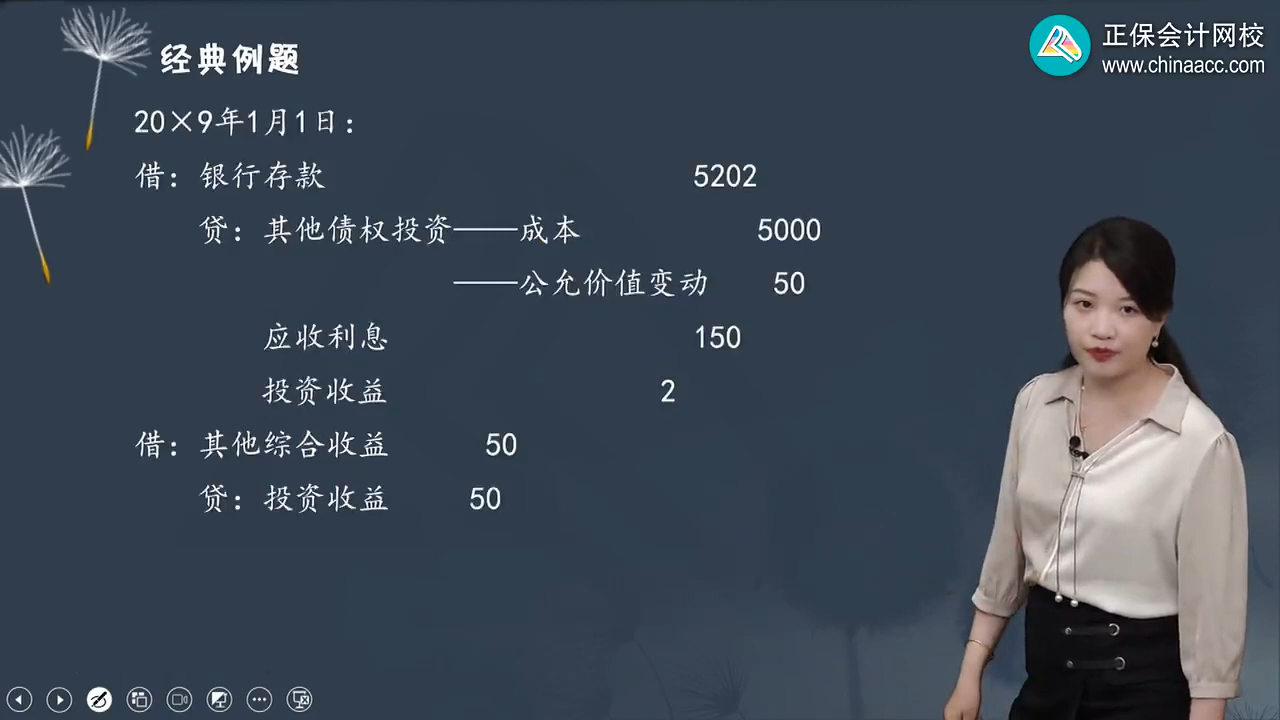 经典例题
正保会计网校
www.chinaacc.com
20×9年1月1日：
借：银行存款 5202
贷：其他债权投资——成本 5000
——公允价值变动 50
应收利息 150
投资收益 2
借：其他综合收益 50
贷：投资收益 50